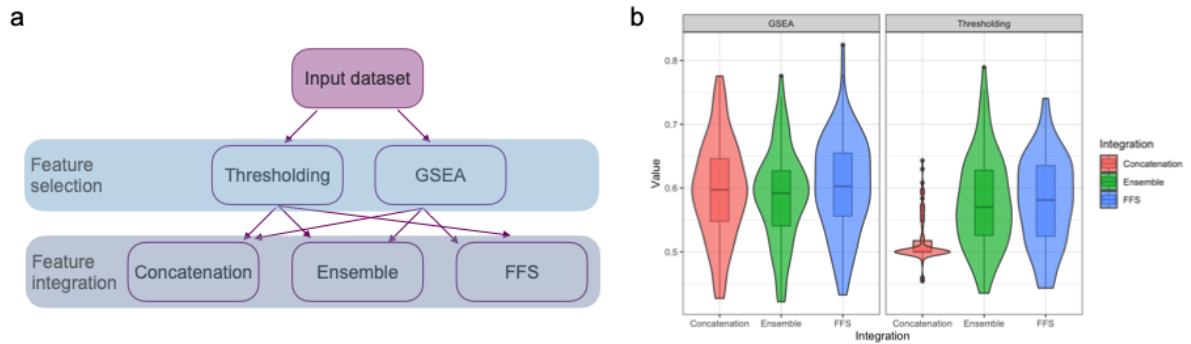 a
Input dataset
Feature
selection
Thresholding
GSEA
Feature
integration
Concatenation
Ensemble
FFS
b
GSEA
Thresholding
Value
0.8
0.7
0.6
0.5
Concatenation
Ensemble
FFS
Concatenation
Ensemble
FFS
Integration
Integration
Concatenation
Ensemble
FFS